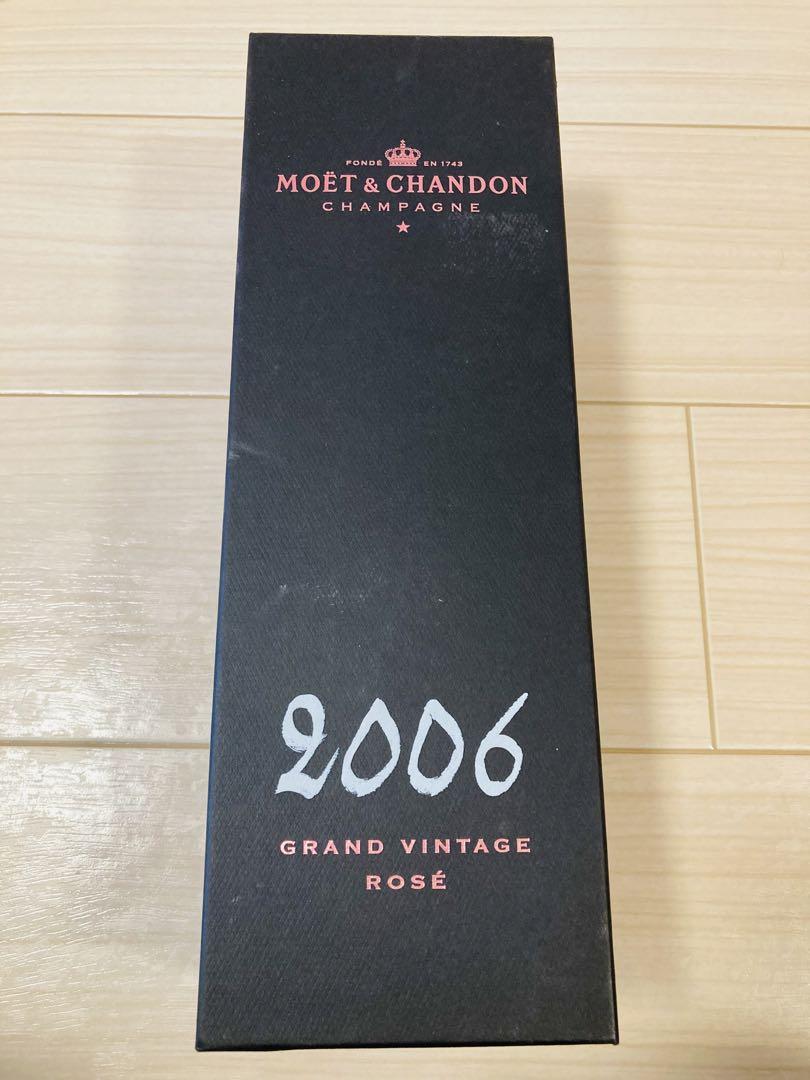 FONDÉ EN 1743
MOËT & CHANDON
CHAMPAGNE
2006
GRAND VINTAGE
ROSÉ